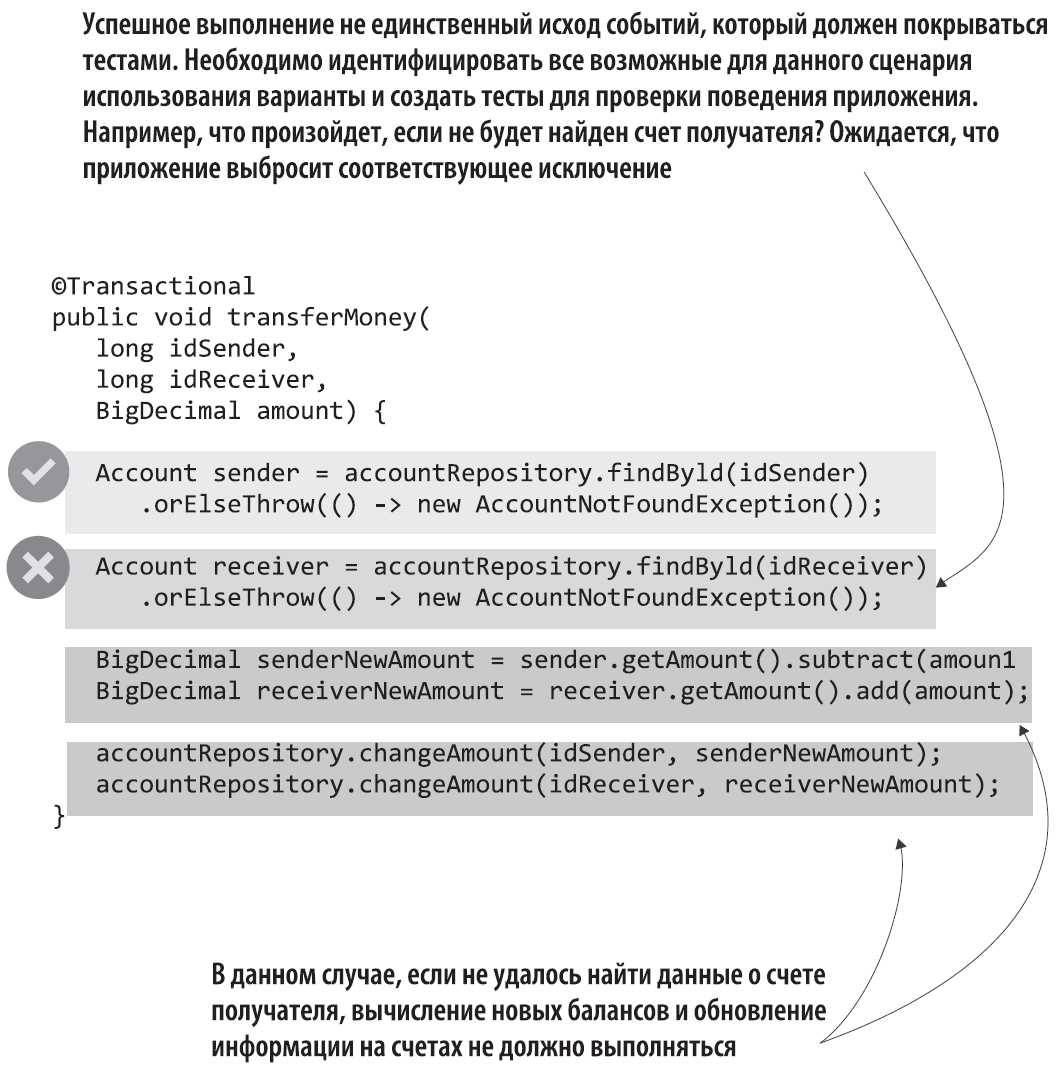 Успешное выполнение не единственный исход событий, который должен покрываться
тестами. Необходимо идентифицировать все возможные для данного сценария
использования варианты и создать тесты для проверки поведения приложения.
Например, что произойдет, если не будет найден счет получателя? Ожидается, что
приложение выбросит соответствующее исключение
©Transactional
public void transferMoney(
long idSender,
long idReceiver,
BigDecimal amount) {
Account sender = accountRepository.findByld(idSender)
.orElseThrow(() -> new AccountNotFoundException());
Account receiver = accountRepository.findByld(idReceiver)
.orElseThrow(() -> new AccountNotFoundException());
BigDecimal senderNewAmount = sender.getAmount().subtract(amoun1
BigDecimal receiverNewAmount = receiver.getAmount().add(amount);
accountRepository.changeAmount(idSender, senderNewAmount);
accountRepository.changeAmount(idReceiver, receiverNewAmount);
}
В данном случае, если не удалось найти данные о счете
получателя, вычисление новых балансов и обновление
информации на счетах не должно выполняться